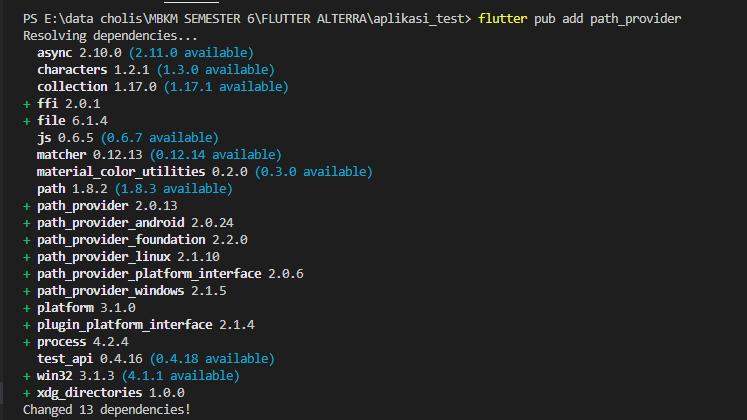 PS E:\data cholis\MBKM SEMESTER 6\FLUTTER ALTERRA\aplikasi_test> flutter pub add path_provider
Resolving dependencies...
  async 2.10.0 (2.11.0 available)
  characters 1.2.1 (1.3.0 available)
  collection 1.17.0 (1.17.1 available)
+ ffi 2.0.1
+ file 6.1.4
  js 0.6.5 (0.6.7 available)
  matcher 0.12.13 (0.12.14 available)
  material_color_utilities 0.2.0 (0.3.0 available)
  path 1.8.2 (1.8.3 available)
+ path_provider 2.0.13
+ path_provider_android 2.0.24
+ path_provider_foundation 2.2.0
+ path_provider_linux 2.1.10
+ path_provider_platform_interface 2.0.6
+ path_provider_windows 2.1.5
+ platform 3.1.0
+ plugin_platform_interface 2.1.4
+ process 4.2.4
  test_api 0.4.16 (0.4.18 available)
+ win32 3.1.3 (4.1.1 available)
+ xdg_directories 1.0.0
Changed 13 dependencies!